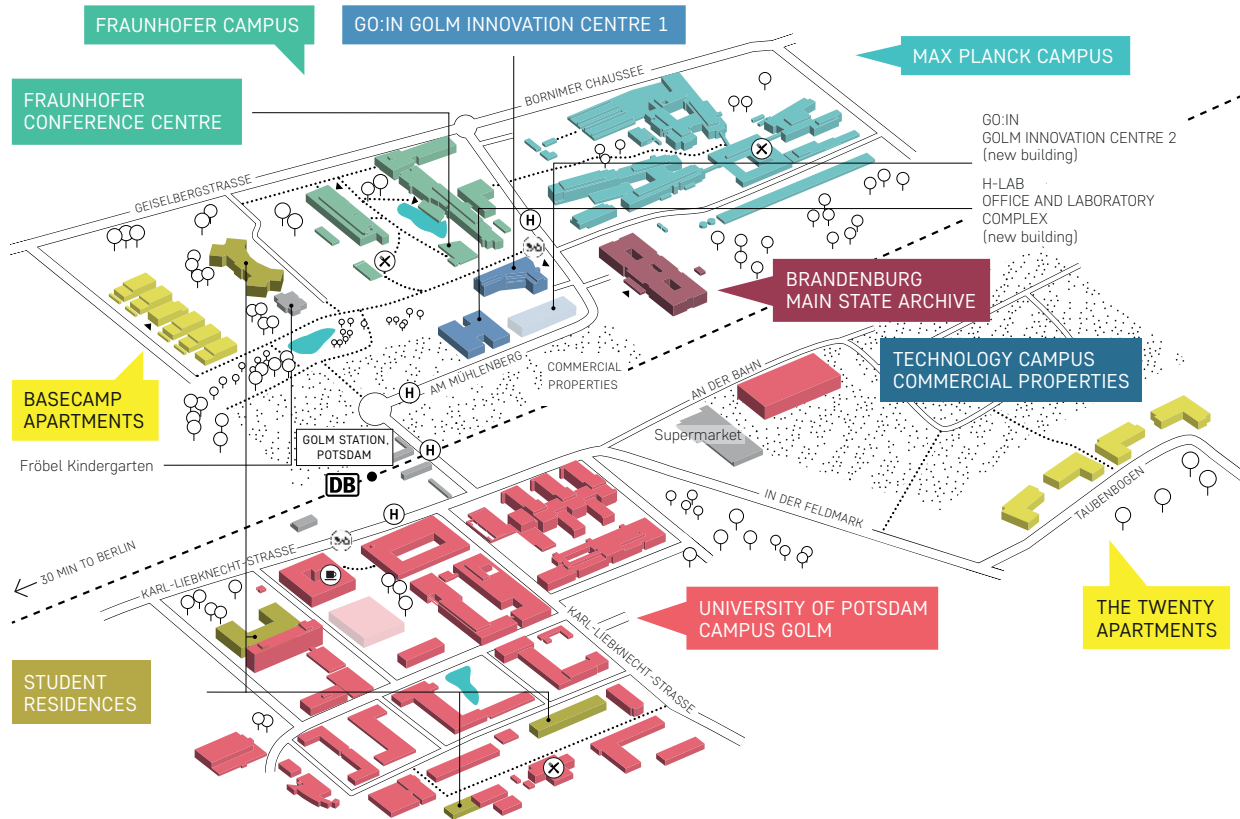 FRAUNHOFER CAMPUS
GO:IN GOLM INNOVATION CENTRE 1
MAX PLANCK CAMPUS
FRAUNHOFER
CONFERENCE CENTRE
BORNIMER CHAUSSEE
GO:IN
GOLM INNOVATION CENTRE 2
(new building)
H-LAB
OFFICE AND LABORATORY
COMPLEX
(new building)
GEISELBERGSTRASSE
H
BRANDENBURG
MAIN STATE ARCHIVE
AM MÜHLENBERG
COMMERCIAL
PROPERTIES
AN DER BAHN
TECHNOLOGY CAMPUS
COMMERCIAL PROPERTIES
BASECAMP
APARTMENTS
H
Supermarket
GOLM STATION,
POTSDAM
H
Fröbel Kindergarten
DB
H
IN DER FELDMARK
TAUBENBOGEN
30 MIN TO BERLIN
KARL-LIEBKNECHT-STRASSE
UNIVERSITY OF POTSDAM
CAMPUS GOLM
THE TWENTY
APARTMENTS
KARL-LIEBKNECHT-STRASSE
STUDENT
RESIDENCES